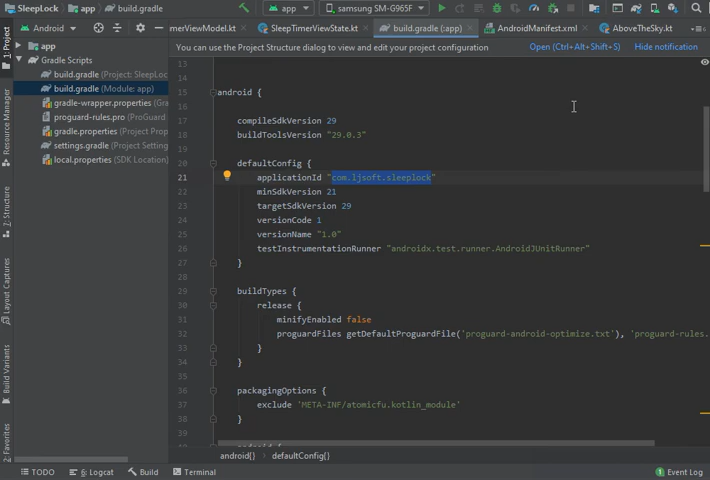 SleepLock app build.gradle app samsung SM-G965F
Android merViewModel.kt SleepTimerViewState.kt build.gradle (:app) AndroidManifest.xml AboveTheSky.kt
You can use the Project Structure dialog to view and edit your project configuration Open (Ctrl+Alt+Shift+S) Hide notification
1: Project
Resource Manager
7: Structure
Layout Captures
Build Variants
2: Favorites
app
Gradle Scripts
build.gradle (Project: SleepLoc
build.gradle (Module: app)
gradle-wrapper.properties (Gra
proguard-rules.pro (ProGuard
gradle.properties (Project Prop
settings.gradle (Project Setting
local.properties (SDK Location)
13
14
15 android {
16
17 compileSdkVersion 29
18 buildToolsVersion "29.0.3"
19
20 defaultConfig {
21 applicationId "com.ljsoft.sleeplock"
22 minSdkVersion 21
23 targetSdkVersion 29
24 versionCode 1
25 versionName "1.0"
26 testInstrumentationRunner "androidx.test.runner.AndroidJUnitRunner"
27 }
28
29 buildTypes {
30 release {
31 minifyEnabled false
32 proguardFiles getDefaultProguardFile('proguard-android-optimize.txt'), 'proguard-rules.
33 }
34 }
35
36 packagingOptions {
37 exclude 'META-INF/atomicfu.kotlin_module'
38 }
39
android {
android{} defaultConfig{}
TODO 6: Logcat Build Terminal Event Log